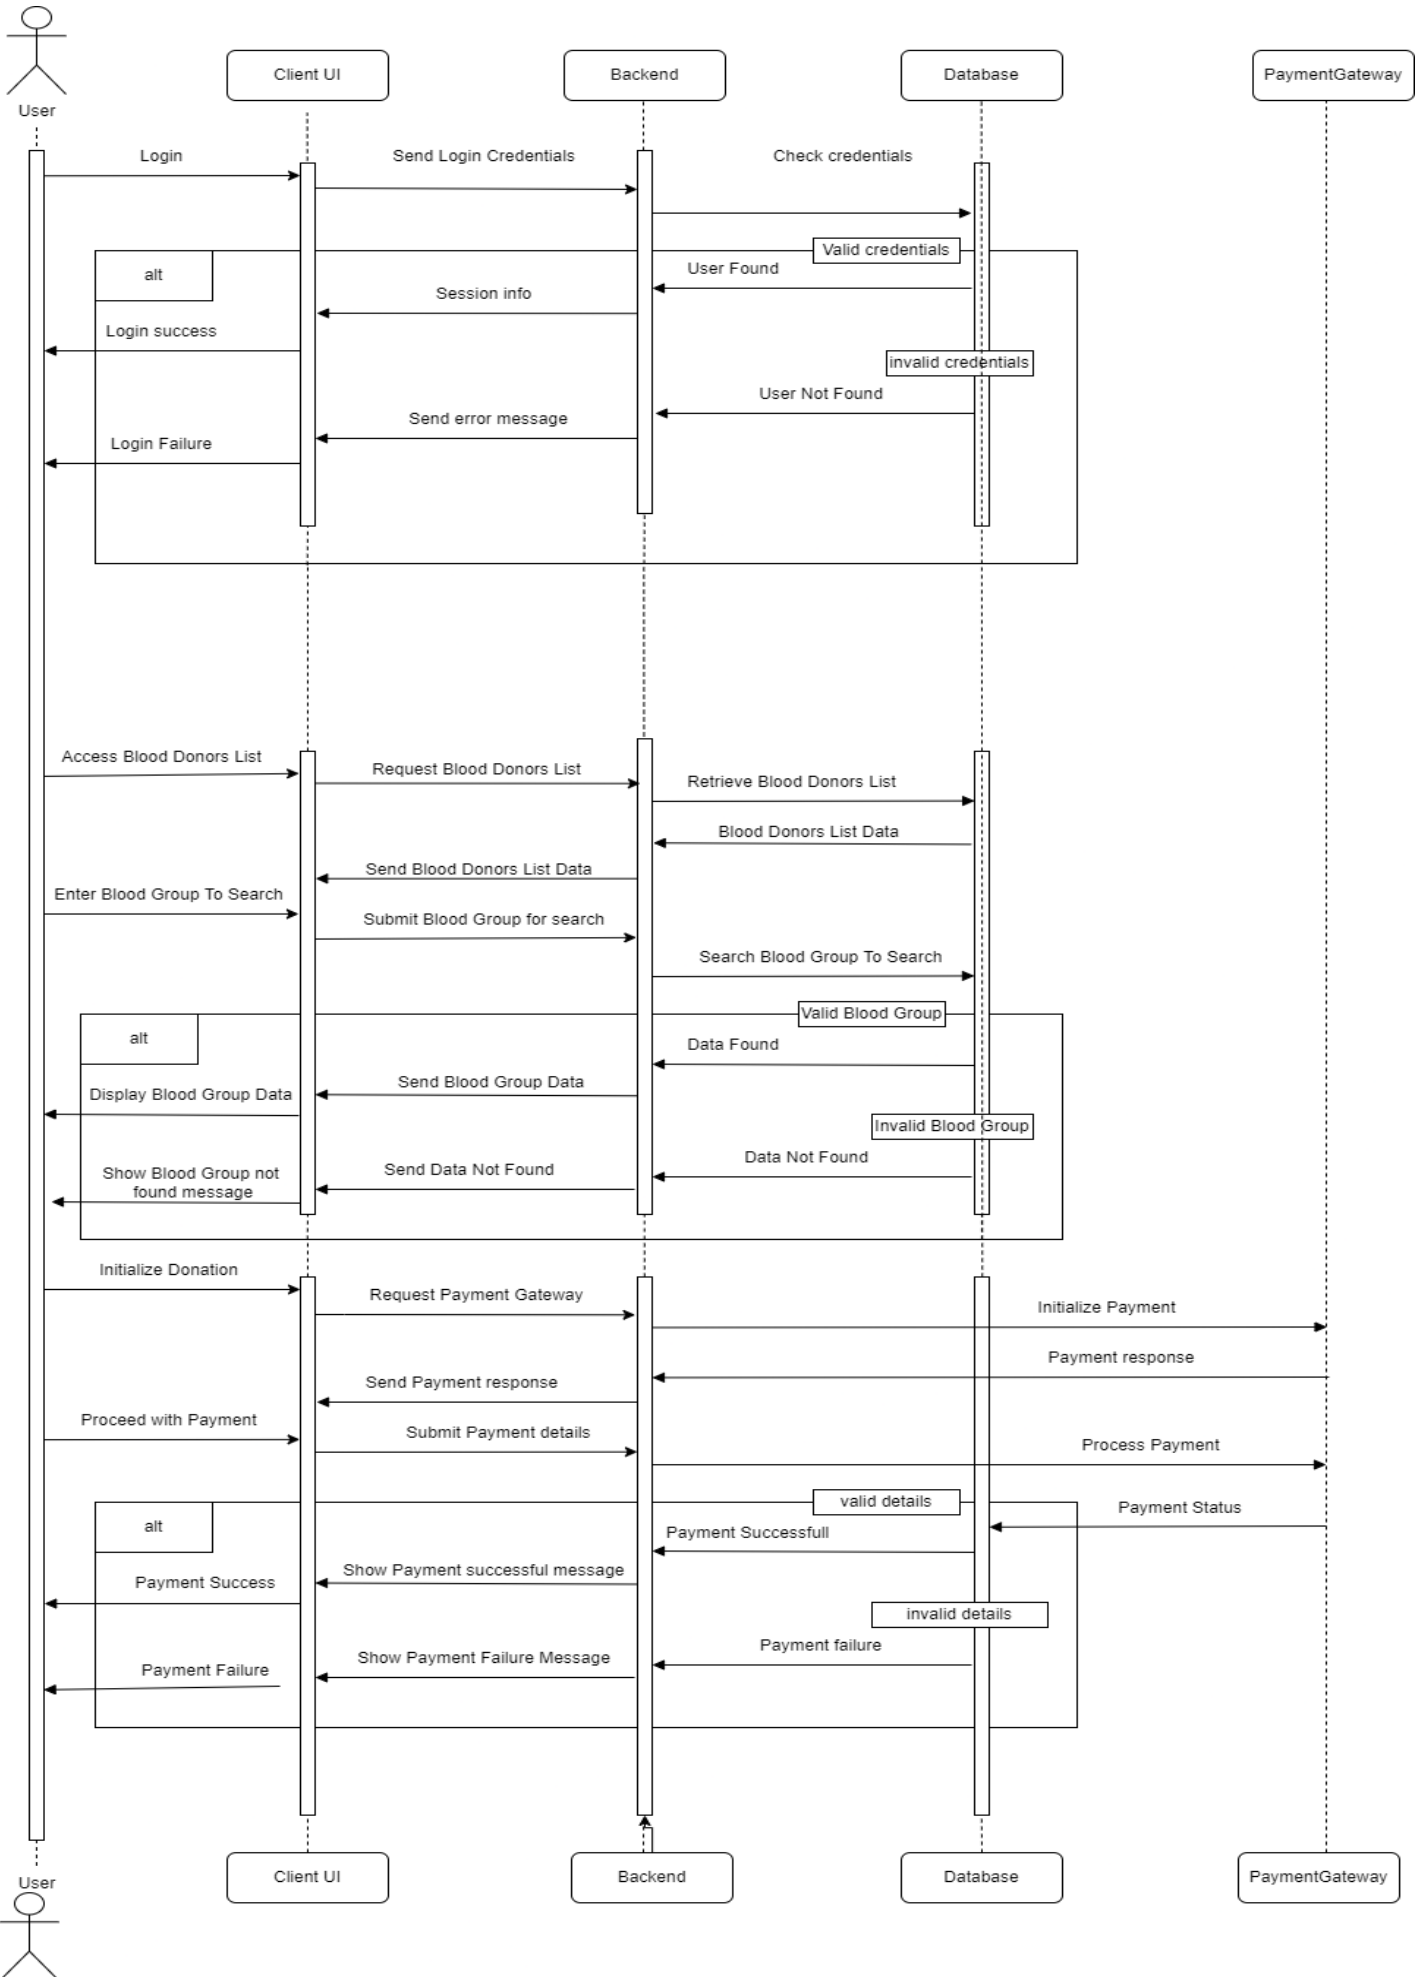 User
Client UI
Backend
Database
PaymentGateway
Login
Send Login Credentials
Check credentials
Valid credentials
alt
User Found
Session info
Login success
invalid credentials
User Not Found
Send error message
Login Failure
Access Blood Donors List
Request Blood Donors List
Retrieve Blood Donors List
Blood Donors List Data
Send Blood Donors List Data
Enter Blood Group To Search
Submit Blood Group for search
Search Blood Group To Search
Valid Blood Group
alt
Data Found
Send Blood Group Data
Display Blood Group Data
Invalid Blood Group
Data Not Found
Send Data Not Found
Show Blood Group not
found message
Initialize Donation
Request Payment Gateway
Initialize Payment
Payment response
Send Payment response
Proceed with Payment
Submit Payment details
Process Payment
valid details
Payment Status
alt
Payment Successfull
Show Payment successful message
Payment Success
invalid details
Payment failure
Show Payment Failure Message
Payment Failure
User
Client UI
Backend
Database
PaymentGateway